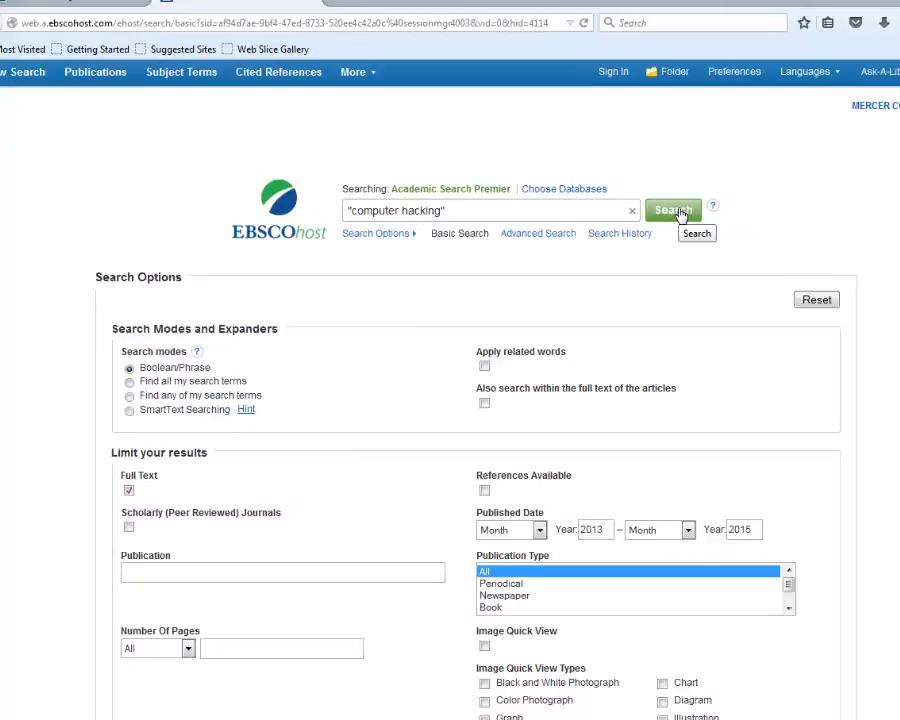 web.a.ebscohost.com/ehost/search/basic?sid=af94d7ae-9bf4-47ed-8733-520ee4c42a0c%40sessionmgr4003&vid=0&hid=4114
Search
Most Visited Getting Started Suggested Sites Web Slice Gallery
w Search Publications Subject Terms Cited References More Sign In Folder Preferences Languages Ask-A-Lib
MERCER CO
Searching: Academic Search Premier Choose Databases
"computer hacking" × Search ?
EBSCOhost
Search Options Basic Search Advanced Search Search History Search
Search Options
Reset
Search Modes and Expanders
Search modes ? Apply related words
Boolean/Phrase
Find all my search terms Also search within the full text of the articles
Find any of my search terms
SmartText Searching Hint
Limit your results
Full Text References Available
Scholarly (Peer Reviewed) Journals Published Date
Month Year: 2013 – Month Year: 2015
Publication Publication Type
All
Periodical
Newspaper
Book
Number Of Pages Image Quick View
All
Image Quick View Types
Black and White Photograph Chart
Color Photograph Diagram
Graph Illustration